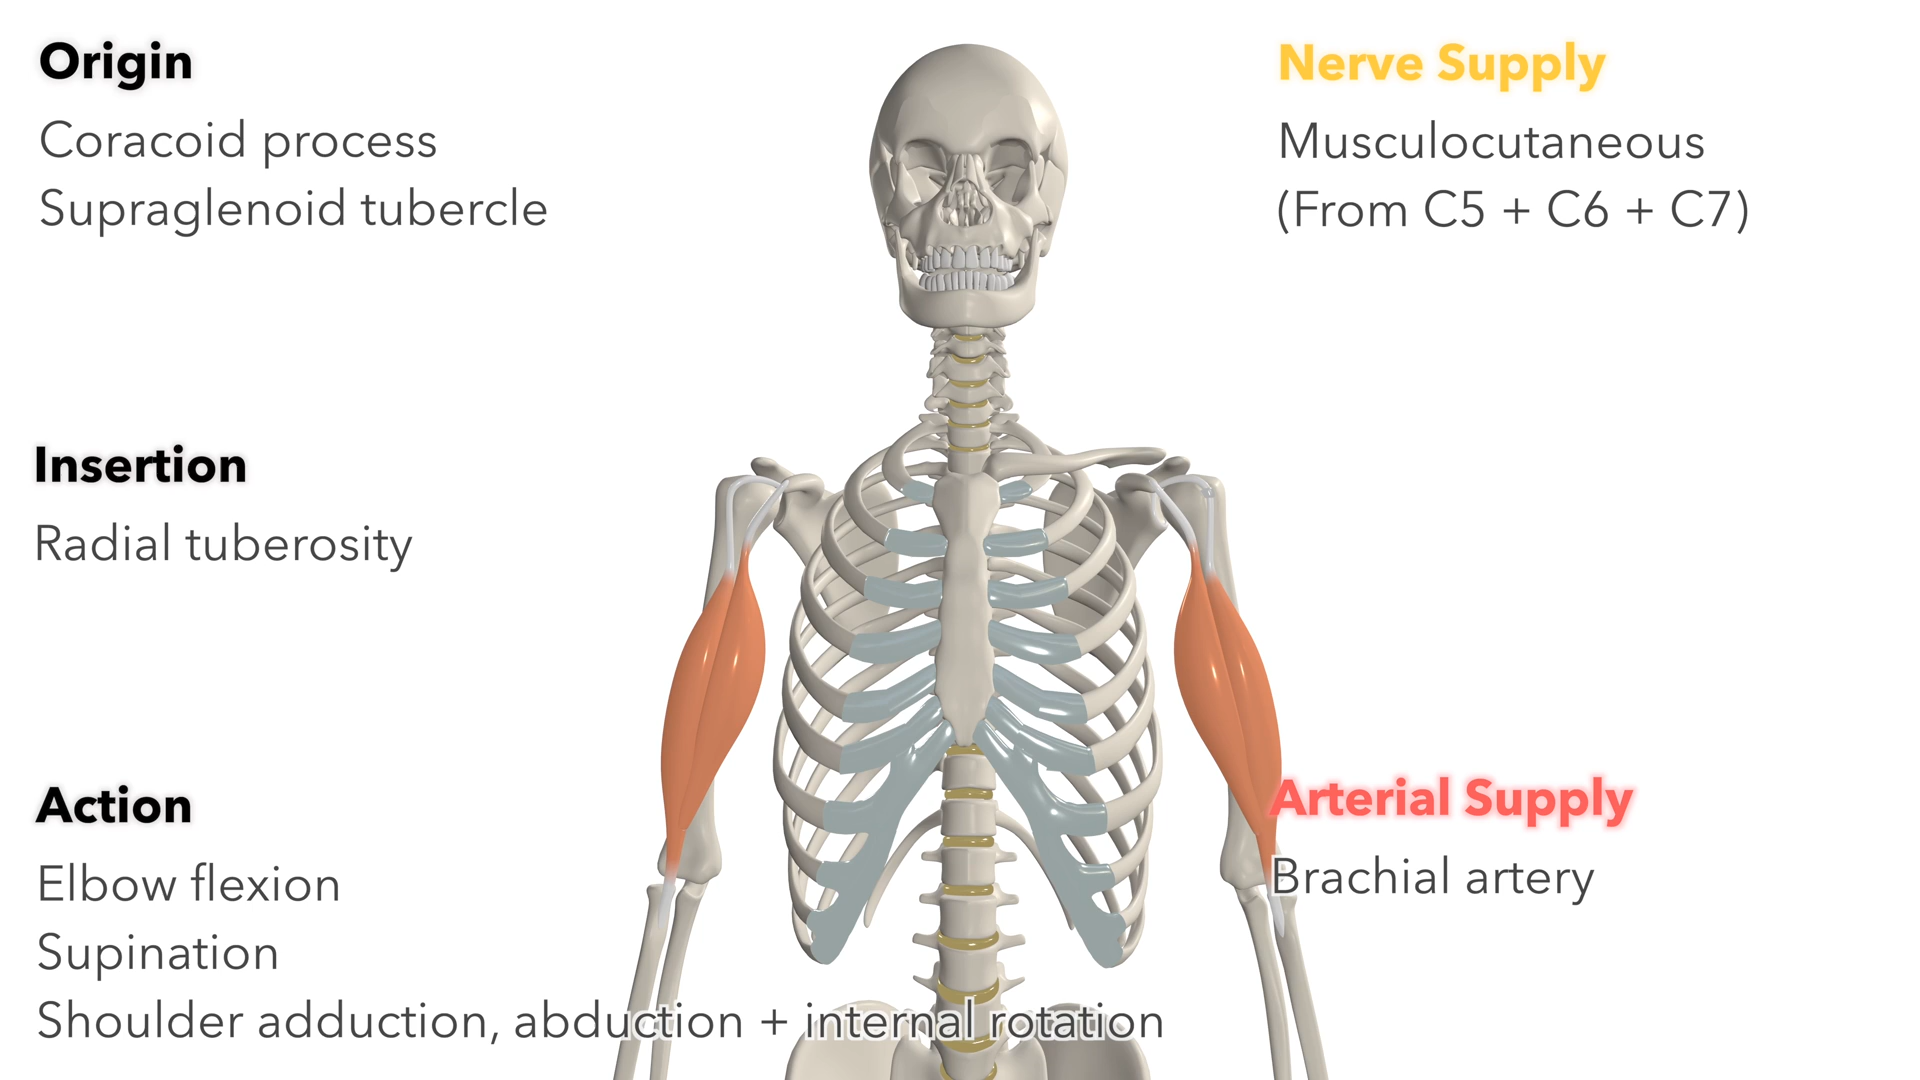 Origin
Coracoid process
Supraglenoid tubercle
Insertion
Radial tuberosity
Action
Elbow flexion
Supination
Shoulder adduction, abduction + internal rotation
Nerve Supply
Musculocutaneous
(From C5 + C6 + C7)
Arterial Supply
Brachial artery